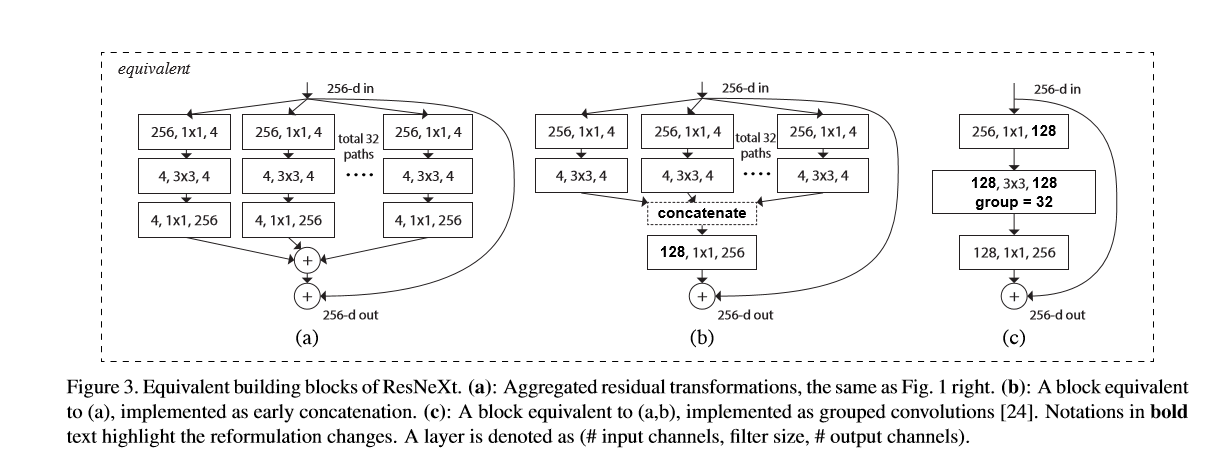 equivalent
256-d in
256, 1x1, 4
256, 1x1, 4
256, 1x1, 4
total 32
paths
....
4, 3x3, 4
4, 3x3, 4
4, 3x3, 4
4, 1x1, 256
4, 1x1, 256
4, 1x1, 256
+
+
256-d out
(a)
256-d in
256, 1x1, 4
256, 1x1, 4
256, 1x1, 4
total 32
paths
....
4, 3x3, 4
4, 3x3, 4
4, 3x3, 4
concatenate
128, 1x1, 256
+
256-d out
(b)
256-d in
256, 1x1, 128
128, 3x3, 128
group = 32
128, 1x1, 256
+
256-d out
(c)
Figure 3. Equivalent building blocks of ResNeXt. (a): Aggregated residual transformations, the same as Fig. 1 right. (b): A block equivalent
to (a), implemented as early concatenation. (c): A block equivalent to (a,b), implemented as grouped convolutions [24]. Notations in bold
text highlight the reformulation changes. A layer is denoted as (# input channels, filter size, # output channels).